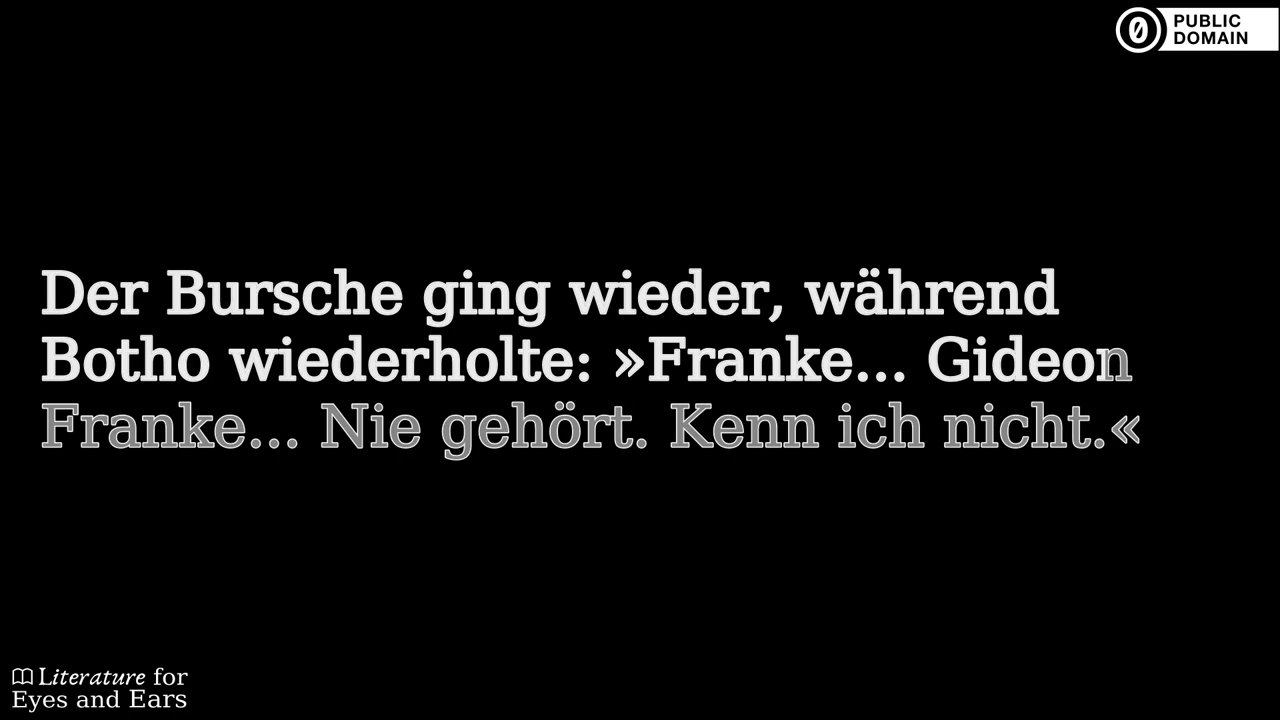 PUBLIC
DOMAIN
Der Bursche ging wieder, während
Botho wiederholte: »Franke... Gideon
Franke... Nie gehört. Kenn ich nicht.«
Literature for
Eyes and Ears